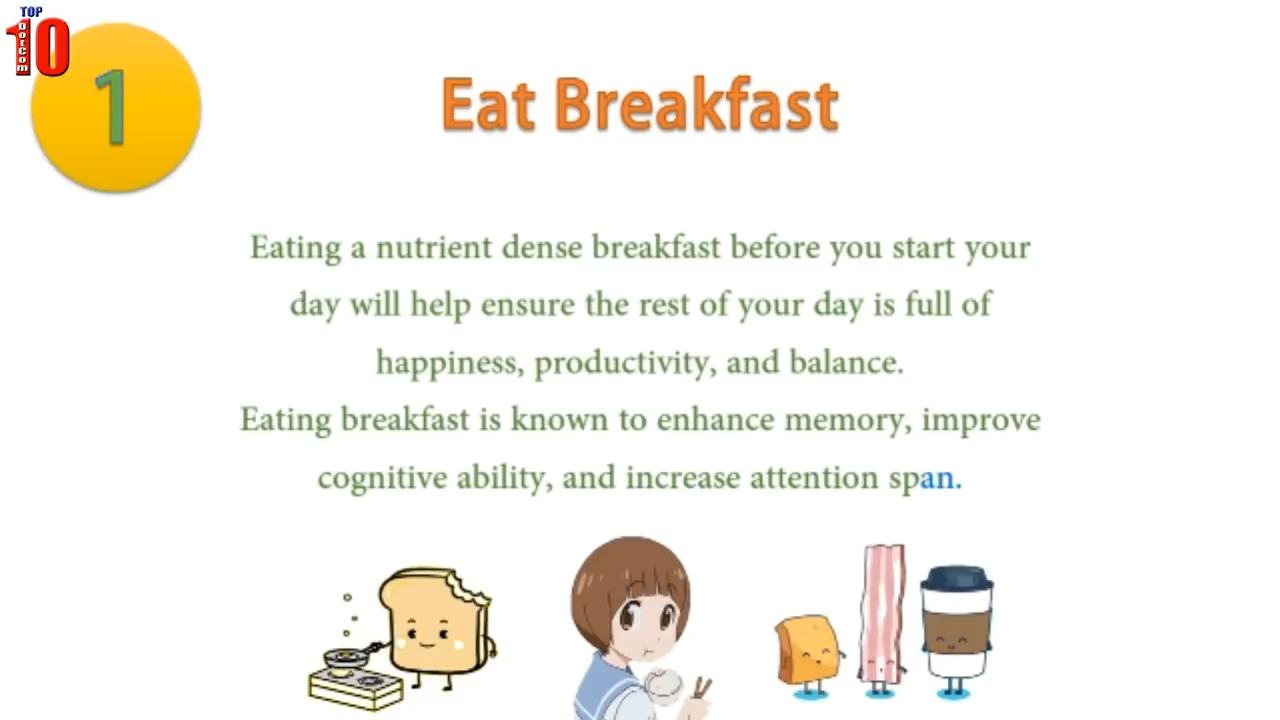 TOP
10
DotCom
1
Eat Breakfast
Eating a nutrient dense breakfast before you start your
day will help ensure the rest of your day is full of
happiness, productivity, and balance.
Eating breakfast is known to enhance memory, improve
cognitive ability, and increase attention span.